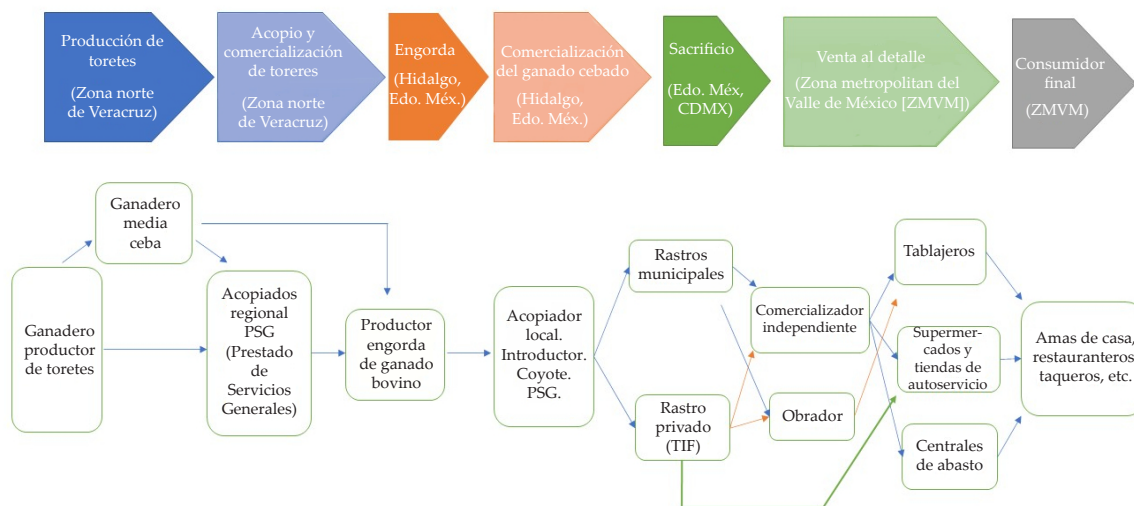 Producción de
toretes
(Zona norte
de Veracruz)
Acopio y
comercialización
de toreres
(Zona norte
de Veracruz)
Engorda
(Hidalgo,
Edo. Méx.)
Comercialización
del ganado cebado
(Hidalgo,
Edo. Méx.)
Sacrificio
(Edo. Méx,
CDMX)
Venta al detalle
(Zona metropolitan del
Valle de México [ZMVM])
Consumidor
final
(ZMVM)
Ganadero
media
ceba
Ganadero
productor
de toretes
Acopiados
regional
PSG
(Prestado
de
Servicios
Generales)
Productor
engorda
de ganado
bovino
Acopiador
local.
Introductor.
Coyote.
PSG.
Rastros
municipales
Rastro
privado
(TIF)
Comercializador
independiente
Obrador
Tablajeros
Supermer-
cados y
tiendas de
autoservicio
Centrales
de abasto
Amas de casa,
restauranteros,
taqueros, etc.